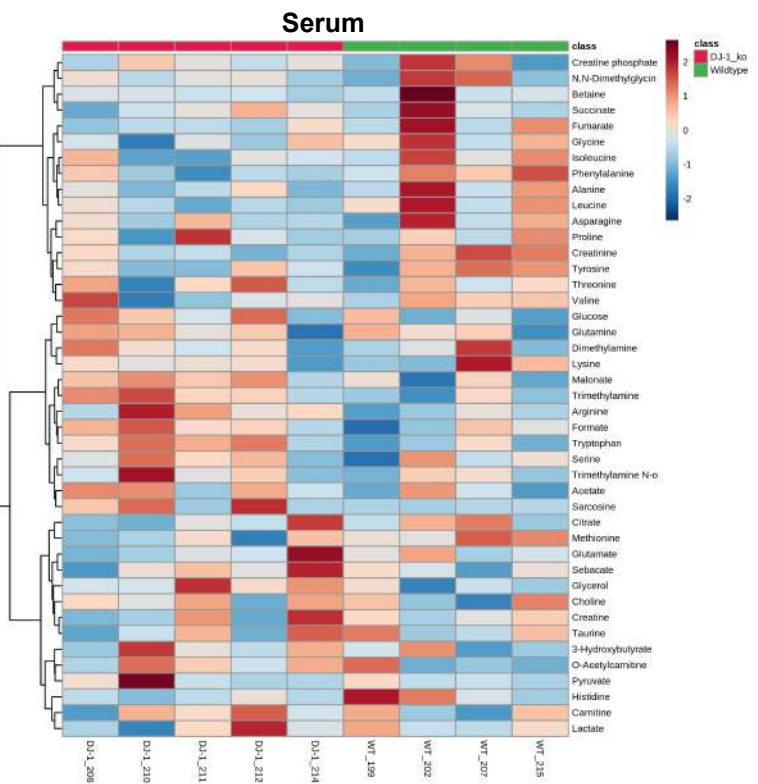 Serum
class
Creatine phosphate
N,N-Dimethylglycin
Betaine
Succinate
Fumarate
Glycine
Isoleucine
Phenylalanine
Alanine
Leucine
Asparagine
Proline
Creatinine
Tyrosine
Threonine
Valine
Glucose
Glutamine
Dimethylamine
Lysine
Malonate
Trimethylamine
Arginine
Formate
Tryptophan
Serine
Trimethylamine N-o
Acetate
Sarcosine
Citrate
Methionine
Glutamate
Sebacate
Glycerol
Choline
Creatine
Taurine
3-Hydroxybutyrate
O-Acetylcarnitine
Pyruvate
Histidine
Carnitine
Lactate
2
1
0
-1
-2
class
DJ-1_ko
Wildtype
DJ-1_206
DJ-1_210
DJ-1_211
DJ-1_212
DJ-1_214
WT_199
WT_202
WT_207
WT_215